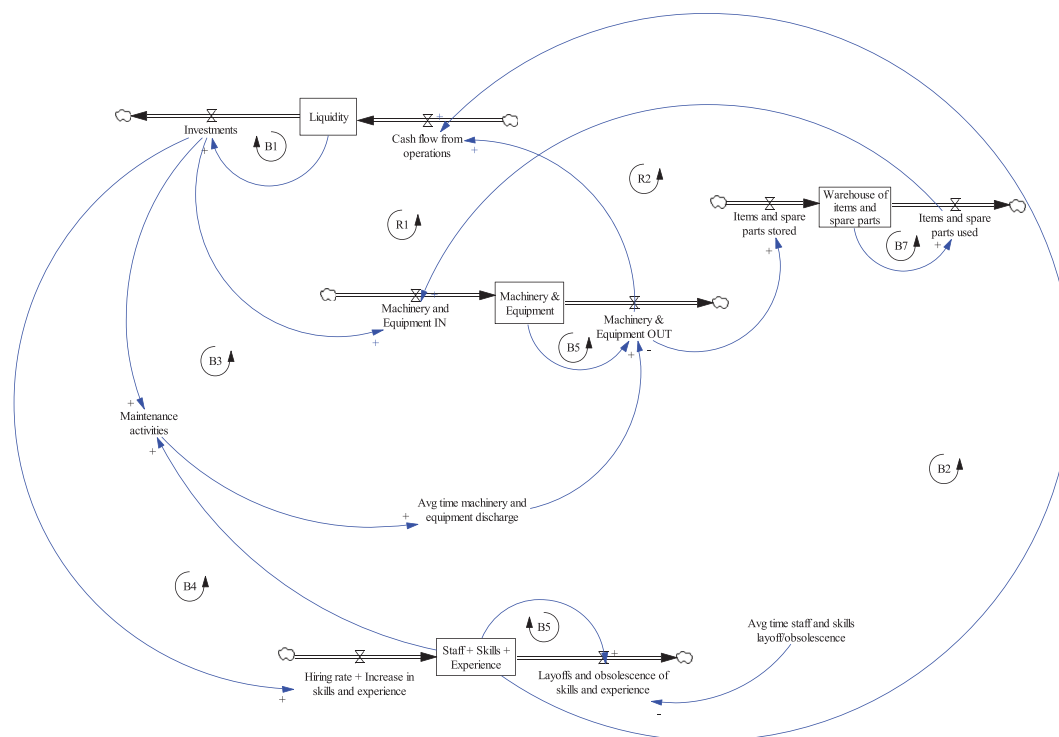 Liquidity
Investments
+
B1
+
Cash flow from
operations
+
R2
Warehouse of
items and
spare parts
Items and spare
parts stored
+
Items and spare
parts used
+
B7
R1
+
Machinery and
Equipment IN
+
Machinery &
Equipment
Machinery &
Equipment OUT
+
-
B5
B3
+
Maintenance
activities
+
B2
Avg time machinery and
equipment discharge
+
B4
B5
Avg time staff and skills
layoff/obsolescence
Staff + Skills +
Experience
+
Hiring rate + Increase in
skills and experience
+
Layoffs and obsolescence of
skills and experience
-